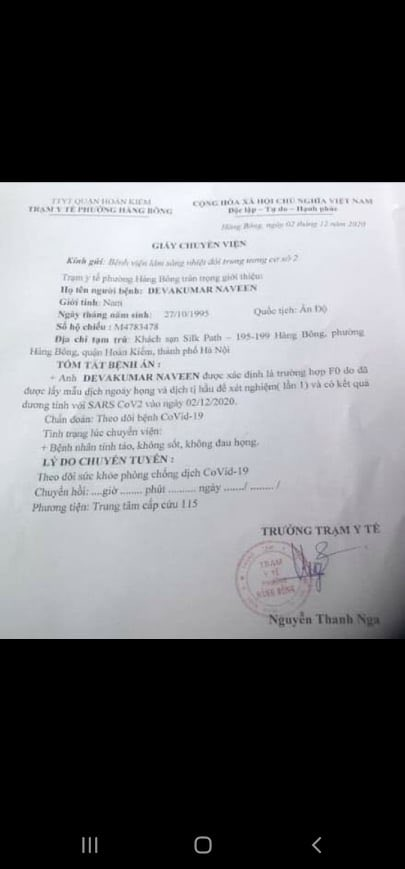 TTYT QUẬN HOÀN KIẾM
TRẠM Y TẾ PHƯỜNG HÀNG BÔNG
CỘNG HÒA XÃ HỘI CHỦ NGHĨA VIỆT NAM
Độc lập – Tự do – Hạnh phúc
Hàng Bông, ngày 02 tháng 12 năm 2020
GIẤY CHUYỂN VIỆN
Kính gửi: Bệnh viện lâm sàng nhiệt đới trung ương cơ sở 2
Trạm y tế phường Hàng Bông trân trọng giới thiệu:
Họ tên người bệnh: DEVAKUMAR NAVEEN
Giới tính: Nam
Ngày tháng năm sinh: 27/10/1995 Quốc tịch: Ấn Độ
Số hộ chiếu : M4783478
Địa chỉ tạm trú: Khách sạn Silk Path – 195-199 Hàng Bông, phường
Hàng Bông, quận Hoàn Kiếm, thành phố Hà Nội
TÓM TẮT BỆNH ÁN :
+ Anh DEVAKUMAR NAVEEN được xác định là trường hợp F0 do đã
được lấy mẫu dịch ngoáy họng và dịch tị hầu để xét nghiệm( lần 1) và có kết quả
dương tính với SARS CoV2 vào ngày 02/12/2020.
Chẩn đoán: Theo dõi bệnh CoVid-19
Tình trạng lúc chuyển viện:
+ Bệnh nhân tỉnh táo, không sốt, không đau họng.
LÝ DO CHUYỂN TUYẾN :
Theo dõi sức khỏe phòng chống dịch CoVid-19
Chuyển hồi: ....giờ ........ phút .......... ngày ......./ ........ /
Phương tiện: Trung tâm cấp cứu 115
TRƯỞNG TRẠM Y TẾ
TRẠM
Y TẾ
PHƯỜNG
HÀNG BÔNG
Nguyễn Thanh Nga